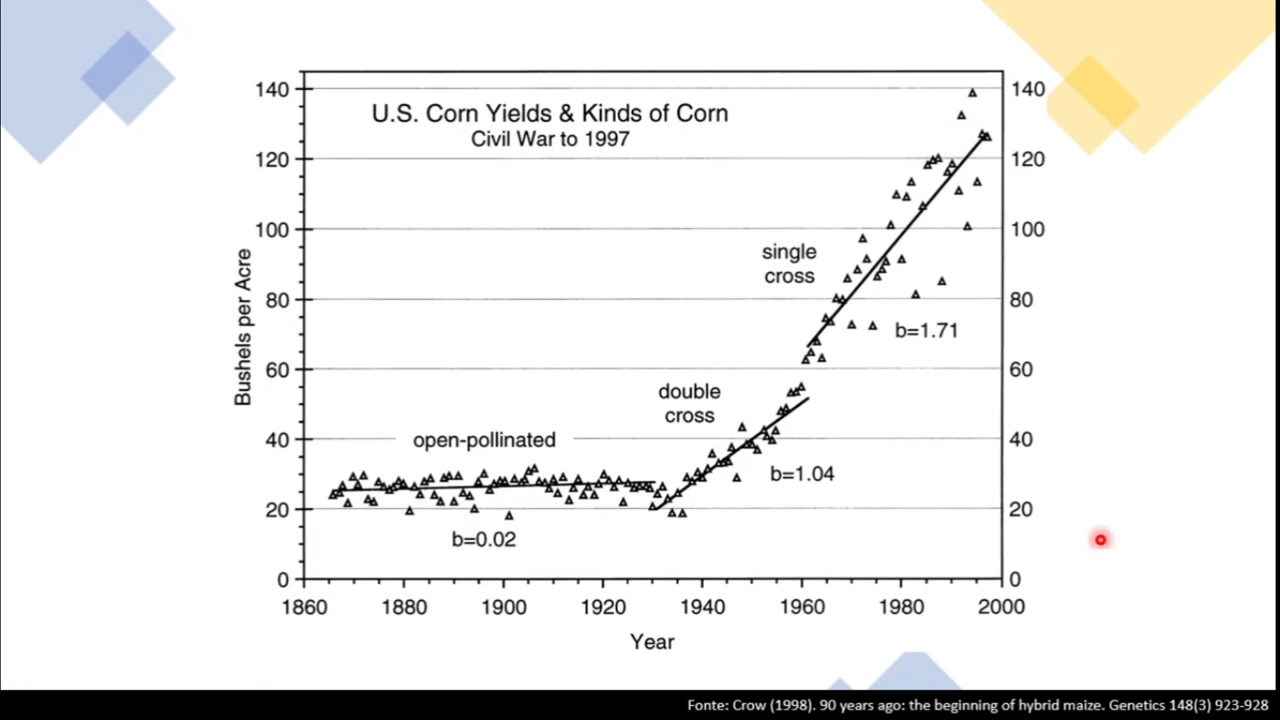 U.S. Corn Yields & Kinds of Corn
Civil War to 1997
140
120
100
80
60
40
20
0
140
120
100
80
60
40
20
0
Bushels per Acre
single
cross
b=1.71
double
cross
b=1.04
open-pollinated
b=0.02
1860 1880 1900 1920 1940 1960 1980 2000
Year
Fonte: Crow (1998). 90 years ago: the beginning of hybrid maize. Genetics 148(3) 923-928